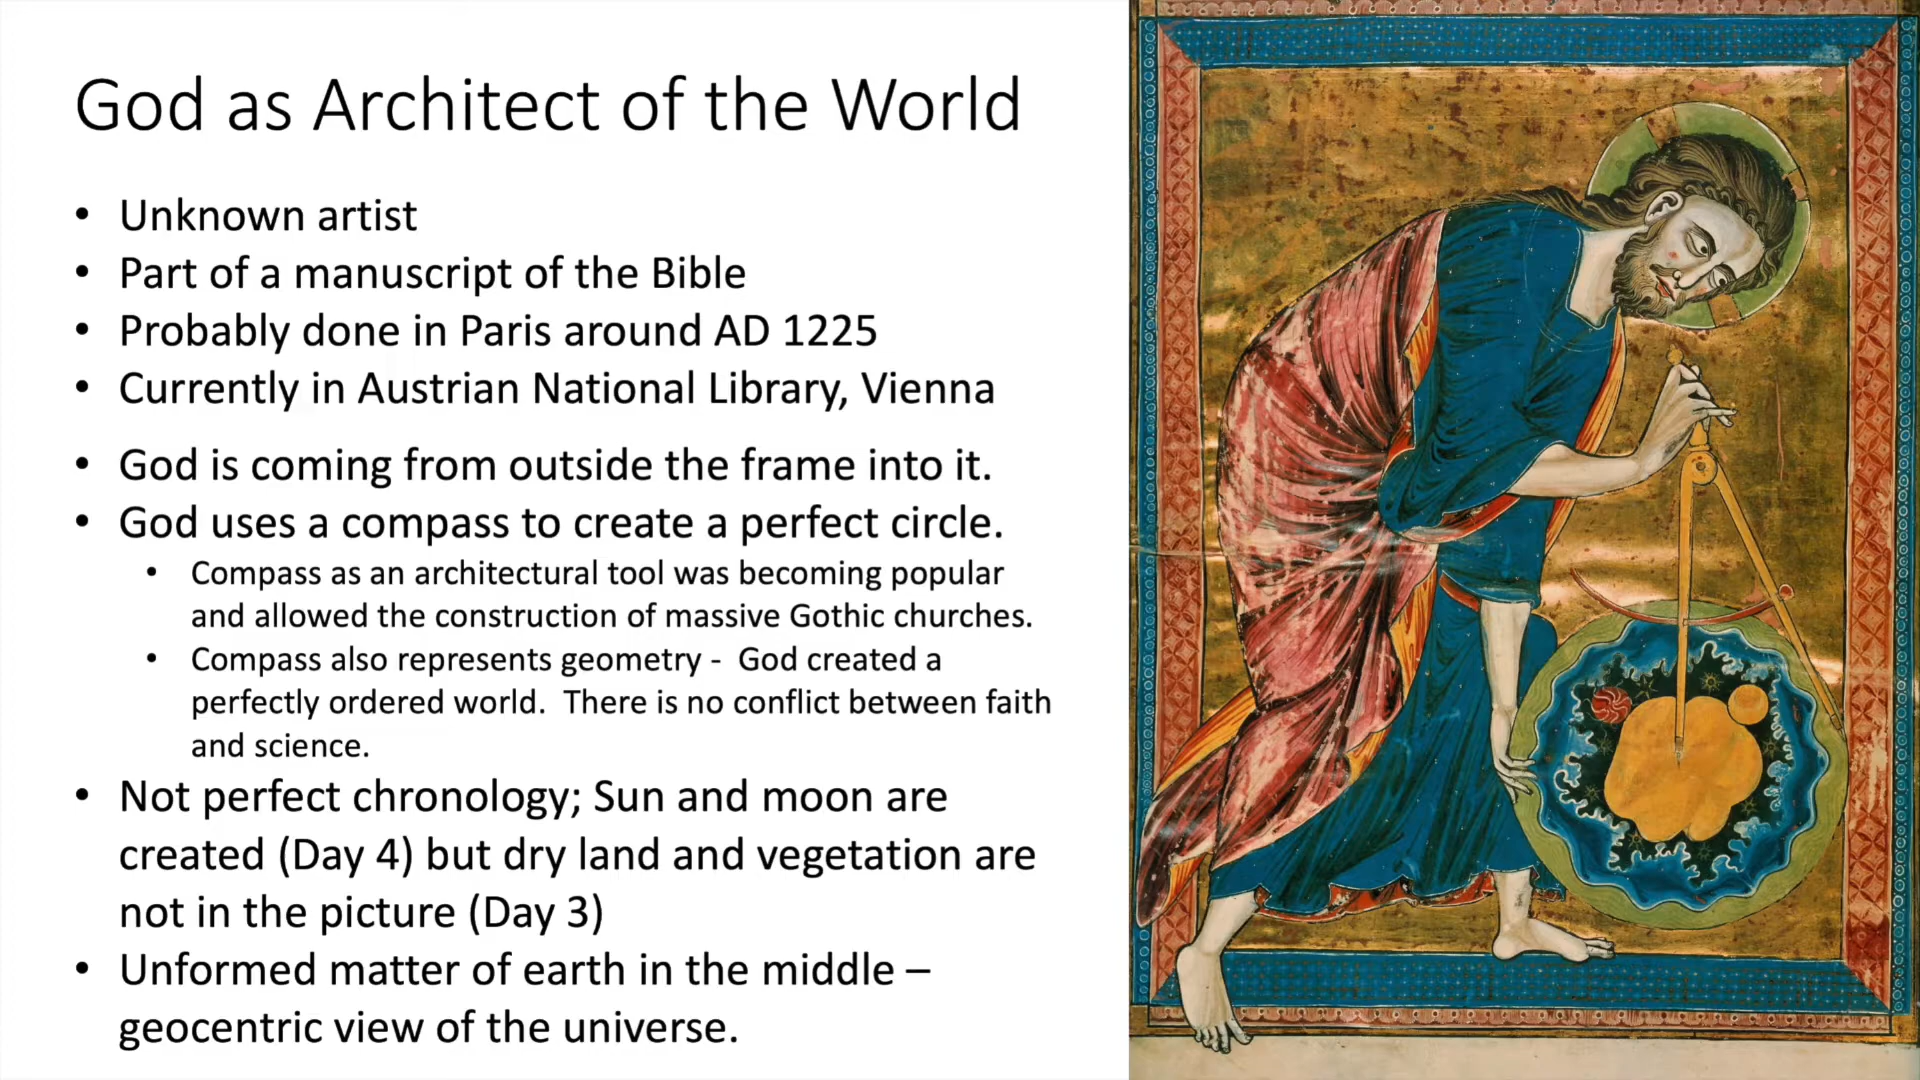 God as Architect of the World
• Unknown artist
• Part of a manuscript of the Bible
• Probably done in Paris around AD 1225
• Currently in Austrian National Library, Vienna
• God is coming from outside the frame into it.
• God uses a compass to create a perfect circle.
• Compass as an architectural tool was becoming popular
and allowed the construction of massive Gothic churches.
• Compass also represents geometry - God created a
perfectly ordered world. There is no conflict between faith
and science.
• Not perfect chronology; Sun and moon are
created (Day 4) but dry land and vegetation are
not in the picture (Day 3)
• Unformed matter of earth in the middle –
geocentric view of the universe.